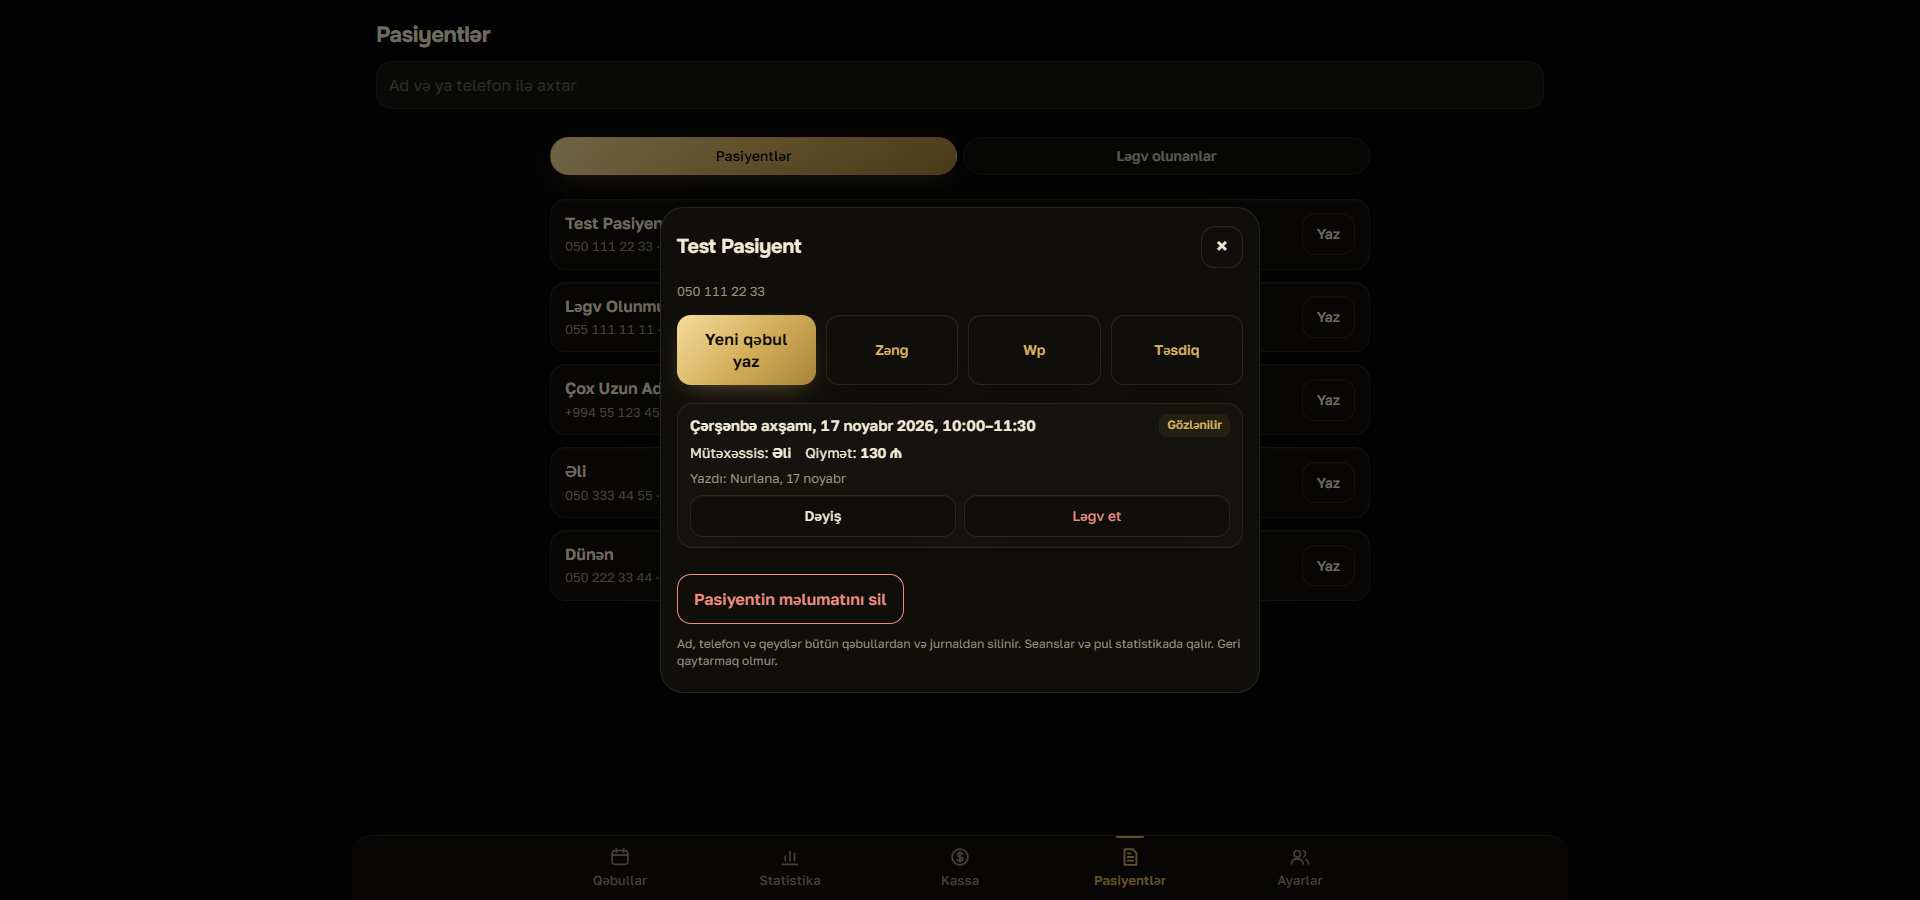 Pasiyentlər
Ad və ya telefon ilə axtar
Pasiyentlər
Ləgv olunanlar
Test Pasiyen
050 111 22 33 -
Yaz
Ləgv Olunmu
055 111 11 11 -
Yaz
Çox Uzun Ad
+994 55 123 45
Yaz
Əli
050 333 44 55 -
Yaz
Dünən
050 222 33 44 -
Yaz
Test Pasiyent
×
050 111 22 33
Yeni qəbul
yaz
Zəng
Wp
Təsdiq
Çərşənbə axşamı, 17 noyabr 2026, 10:00–11:30
Gözlənilir
Mütəxəssis: Əli Qiymət: 130 ₼
Yazdı: Nurlana, 17 noyabr
Dəyiş
Ləgv et
Pasiyentin məlumatını sil
Ad, telefon və qeydlər bütün qəbullardan və jurnaldan silinir. Seanslar və pul statistikada qalır. Geri
qaytarmaq olmur.
Qəbullar
Statistika
Kassa
Pasiyentlər
Ayarlar